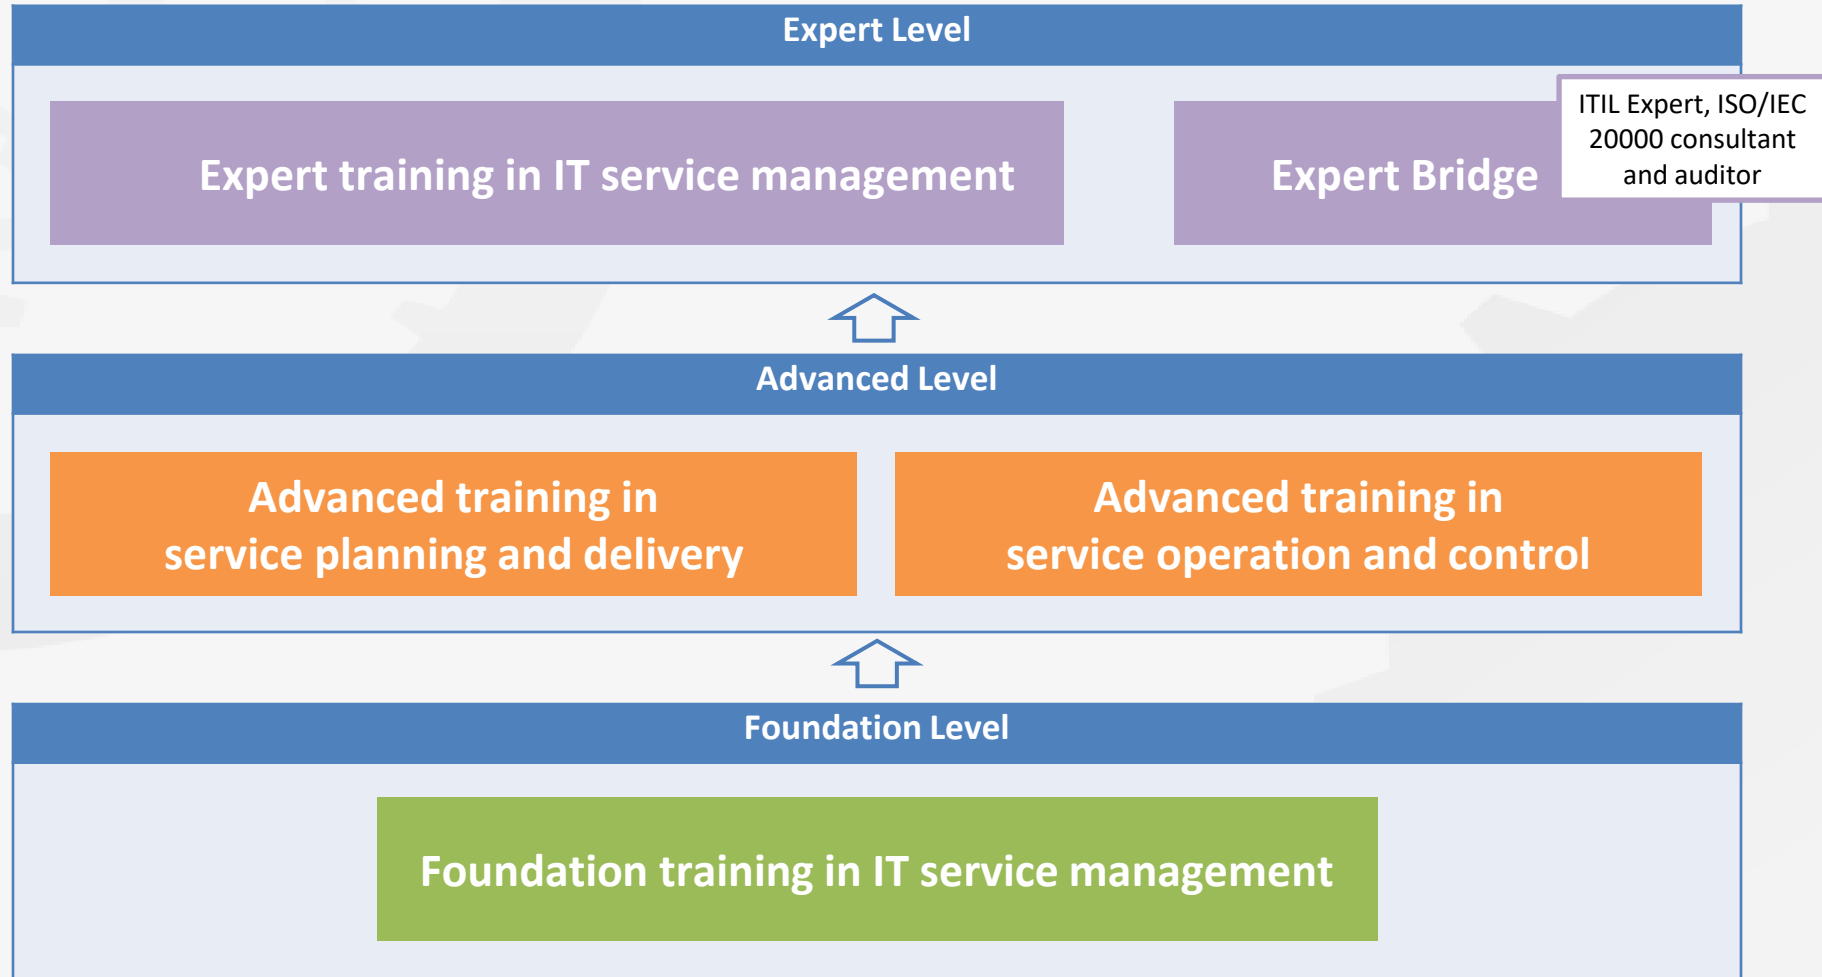 Expert Level
Expert training in IT service management
Expert Bridge
ITIL Expert, ISO/IEC
20000 consultant
and auditor
Advanced Level
Advanced training in
service planning and delivery
Advanced training in
service operation and control
Foundation Level
Foundation training in IT service management